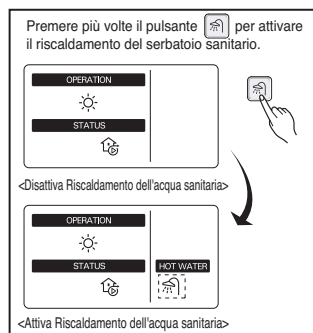 Premere più volte il pulsante per attivare
il riscaldamento del serbatoio sanitario.
OPERATION
STATUS
<Disattiva Riscaldamento dell'acqua sanitaria>
OPERATION
STATUS HOT WATER
<Attiva Riscaldamento dell'acqua sanitaria>